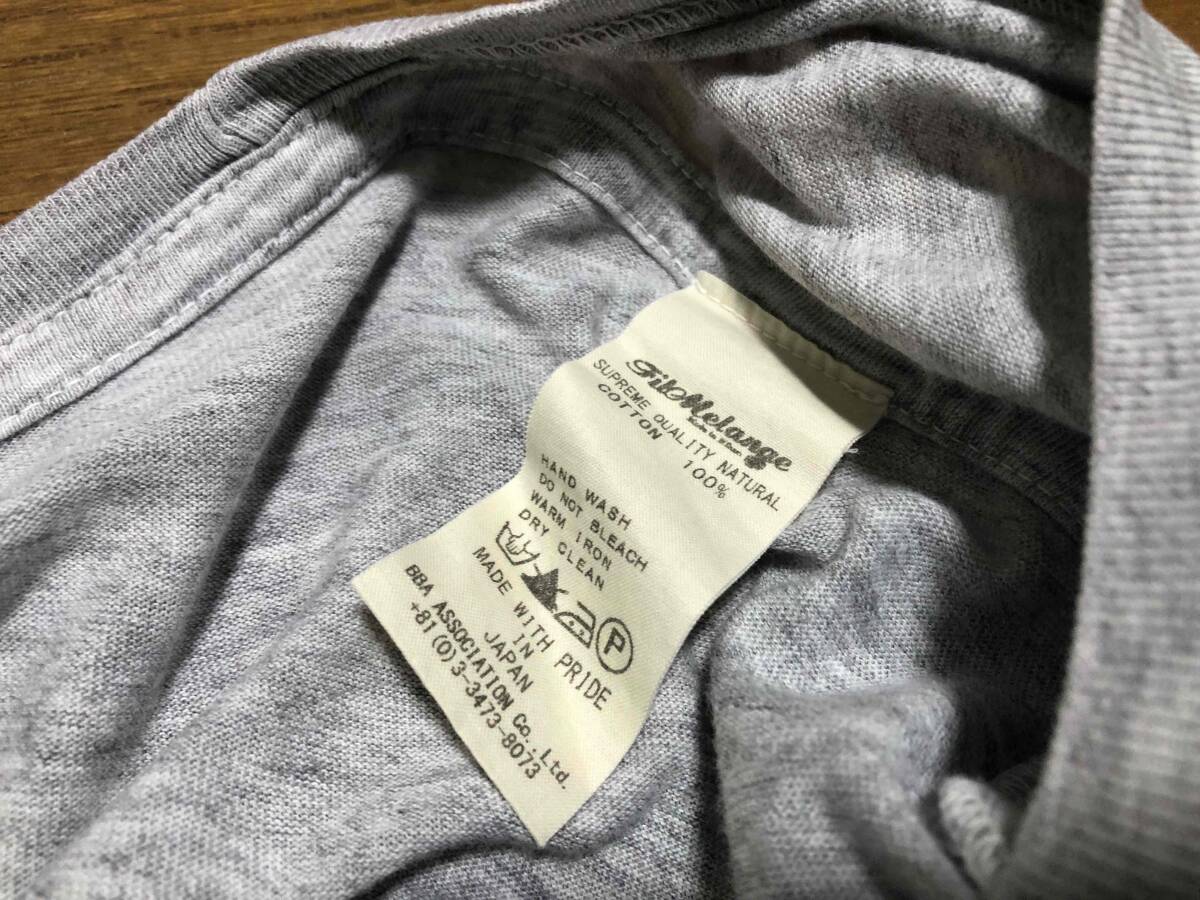 FilMelange
SUPREME QUALITY NATURAL
COTTON 100%
HAND WASH
DO NOT BLEACH
WARM IRON
DRY CLEAN
P
MADE WITH PRIDE
IN
JAPAN
BBA ASSOCIATION Co.,Ltd.
+81(0)3-3473-8073